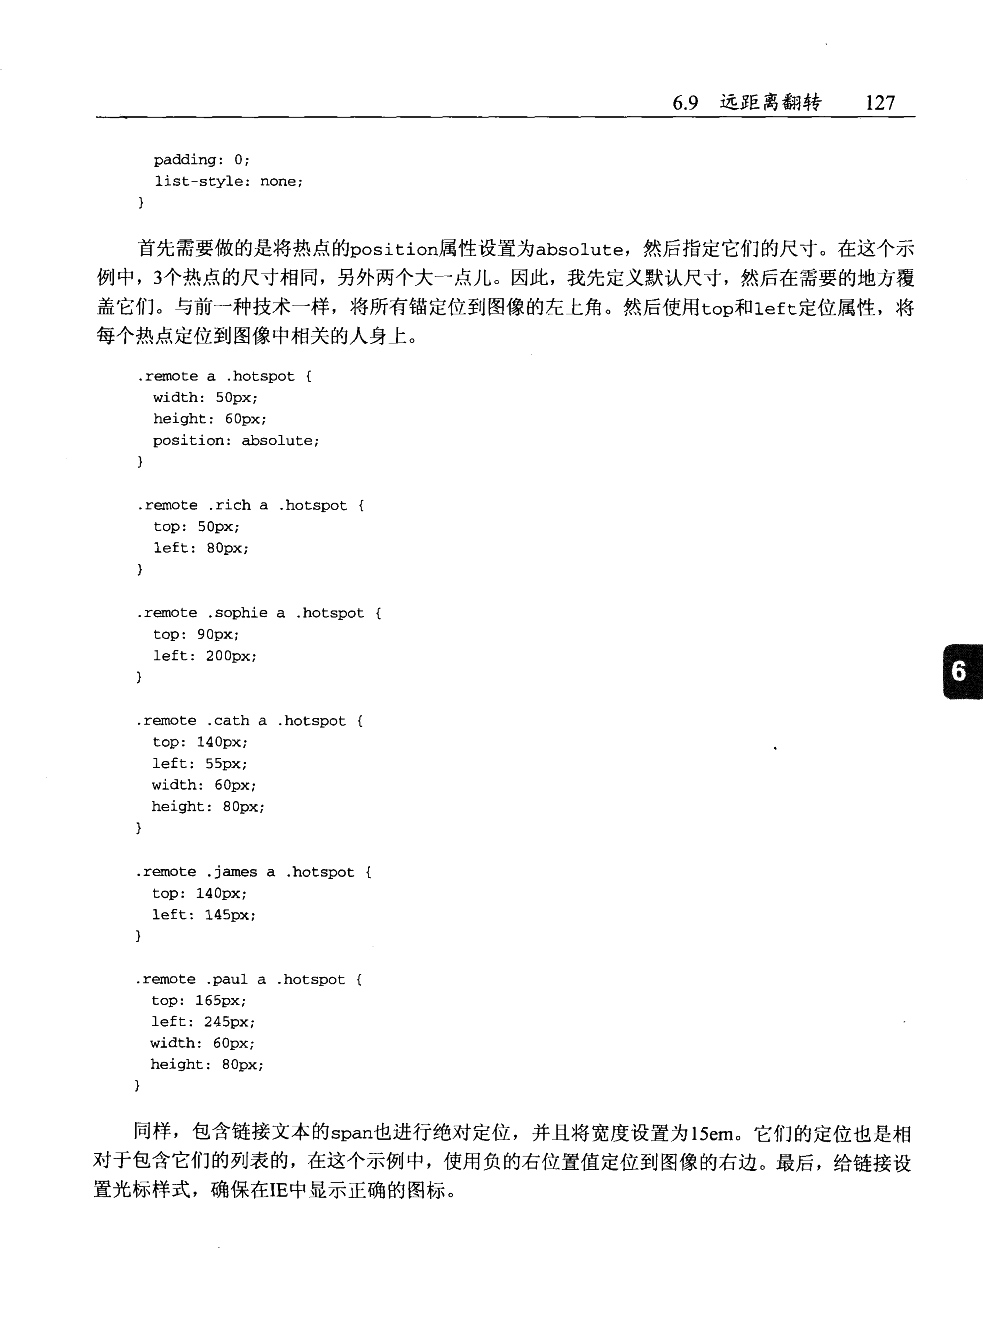 6.9 远距离翻转 127
padding: 0;
list-style: none;
}
首先需要做的是将热点的position属性设置为absolute，然后指定它们的尺寸。在这个示
例中，3个热点的尺寸相同，另外两个大一点儿。因此，我先定义默认尺寸，然后在需要的地方覆
盖它们。与前一种技术一样，将所有锚定位到图像的左上角。然后使用top和left定位属性，将
每个热点定位到图像中相关的人身上。
.remote a .hotspot {
width: 50px;
height: 60px;
position: absolute;
}
.remote .rich a .hotspot {
top: 50px;
left: 80px;
}
.remote .sophie a .hotspot {
top: 90px;
left: 200px;
}
6
.remote .cath a .hotspot {
top: 140px;
left: 55px;
width: 60px;
height: 80px;
}
.remote .james a .hotspot {
top: 140px;
left: 145px;
}
.remote .paul a .hotspot {
top: 165px;
left: 245px;
width: 60px;
height: 80px;
}
同样，包含链接文本的span也进行绝对定位，并且将宽度设置为15em。它们的定位也是相
对于包含它们的列表的，在这个示例中，使用负的右位置值定位到图像的右边。最后，给链接设
置光标样式，确保在IE中显示正确的图标。